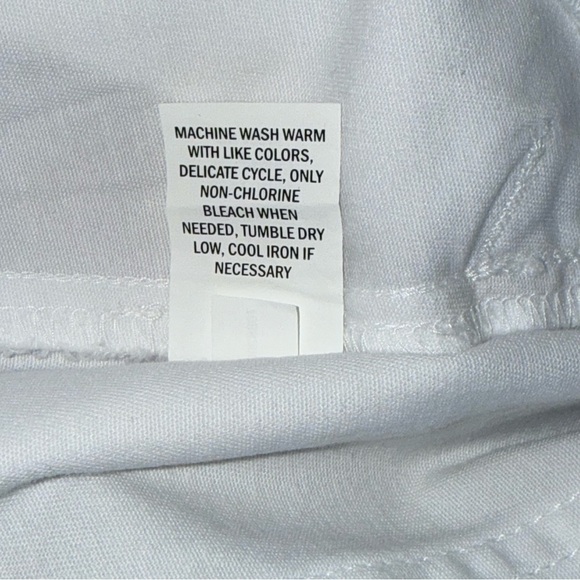 MACHINE WASH WARM
WITH LIKE COLORS,
DELICATE CYCLE, ONLY
NON-CHLORINE
BLEACH WHEN
NEEDED, TUMBLE DRY
LOW, COOL IRON IF
NECESSARY